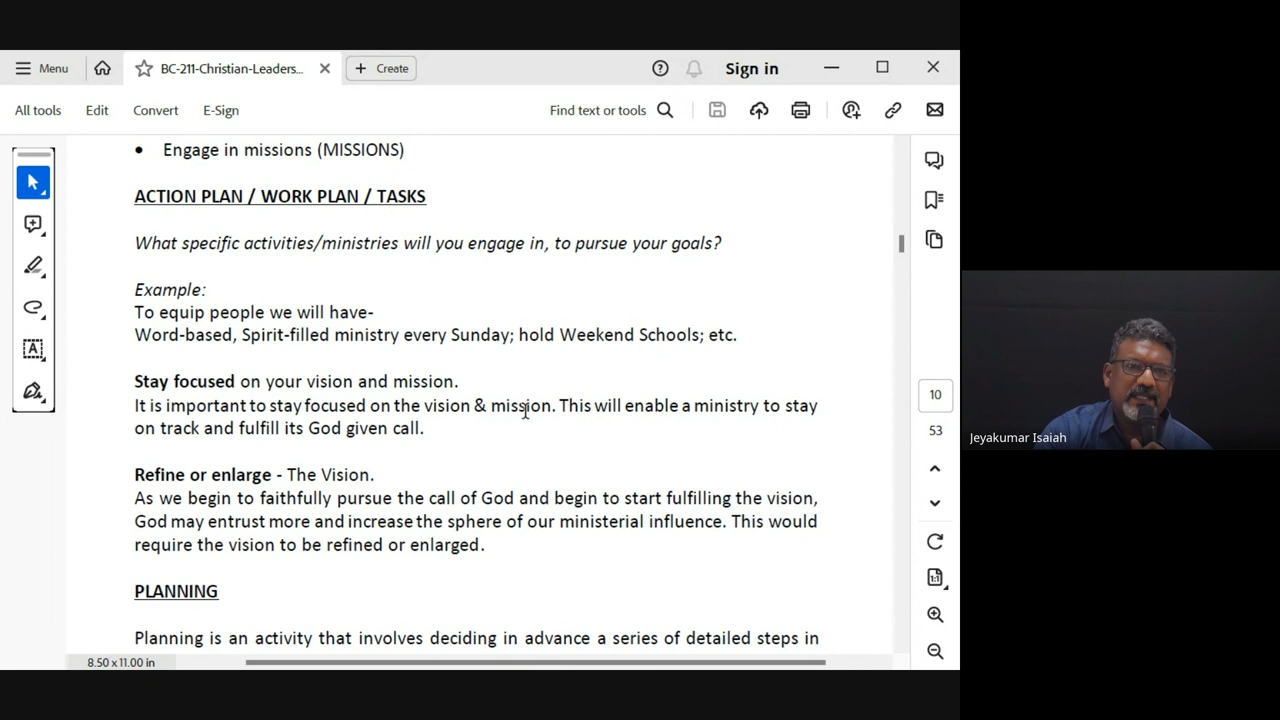 Menu
BC-211-Christian-Leaders...
Create
Sign in
All tools
Edit
Convert
E-Sign
Find text or tools
• Engage in missions (MISSIONS)
ACTION PLAN / WORK PLAN / TASKS
What specific activities/ministries will you engage in, to pursue your goals?
Example:
To equip people we will have-
Word-based, Spirit-filled ministry every Sunday; hold Weekend Schools; etc.
Stay focused on your vision and mission.
It is important to stay focused on the vision & mission. This will enable a ministry to stay
on track and fulfill its God given call.
Refine or enlarge - The Vision.
As we begin to faithfully pursue the call of God and begin to start fulfilling the vision,
God may entrust more and increase the sphere of our ministerial influence. This would
require the vision to be refined or enlarged.
PLANNING
Planning is an activity that involves deciding in advance a series of detailed steps in
8.50 x 11.00 in
10
53
1:1
Jeyakumar Isaiah